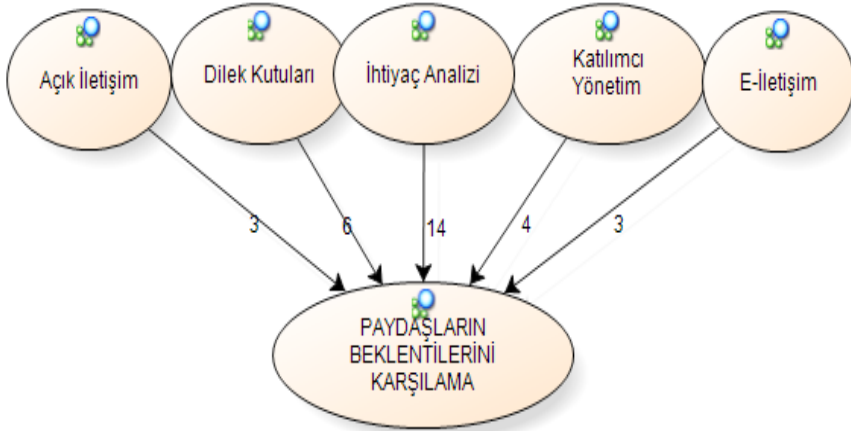 Açık İletişim
Dilek Kutuları
İhtiyaç Analizi
Katılımcı
Yönetim
E-İletişim
3
6
14
4
3
PAYDAŞLARIN
BEKLENTİLERİNİ
KARŞILAMA